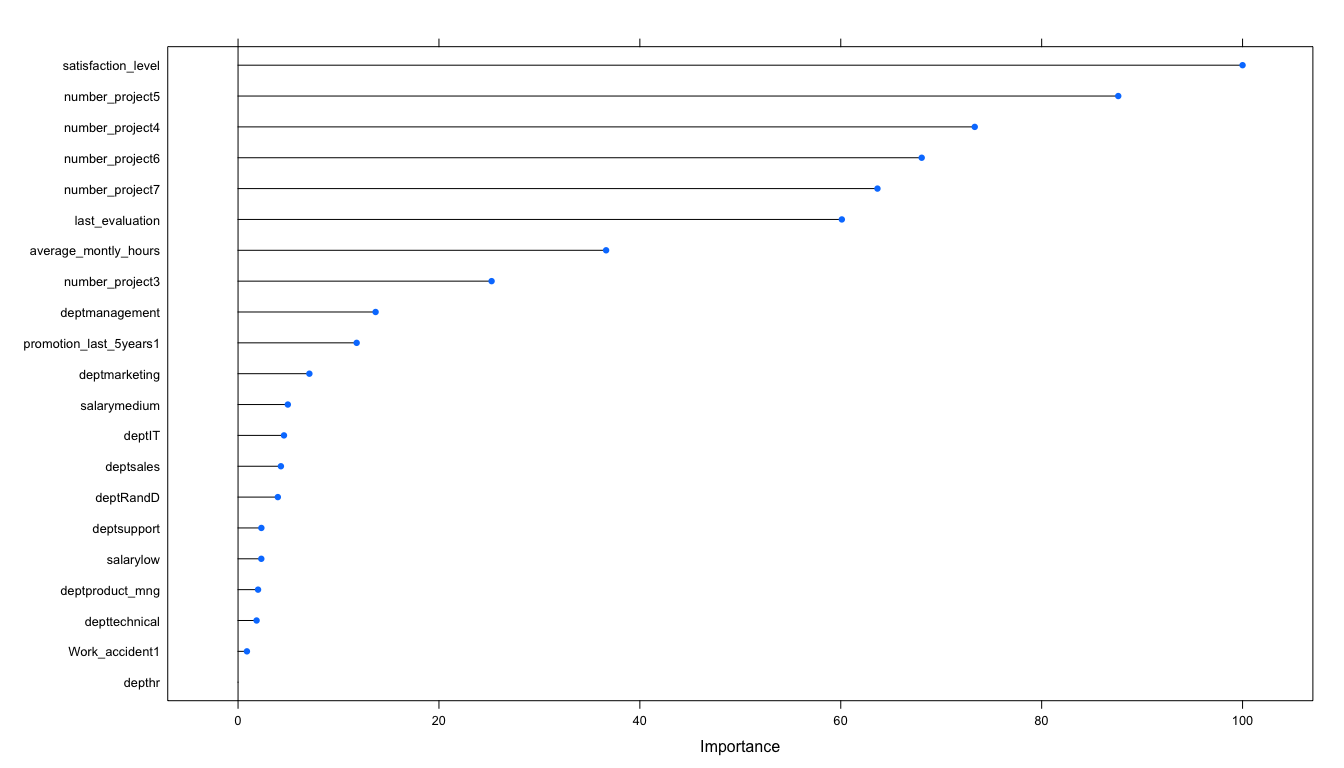 satisfaction_level
number_project5
number_project4
number_project6
number_project7
last_evaluation
average_montly_hours
number_project3
deptmanagement
promotion_last_5years1
deptmarketing
salarymedium
deptIT
deptsales
deptRandD
deptsupport
salarylow
deptproduct_mng
depttechnical
Work_accident1
depthr
0 20 40 60 80 100
Importance